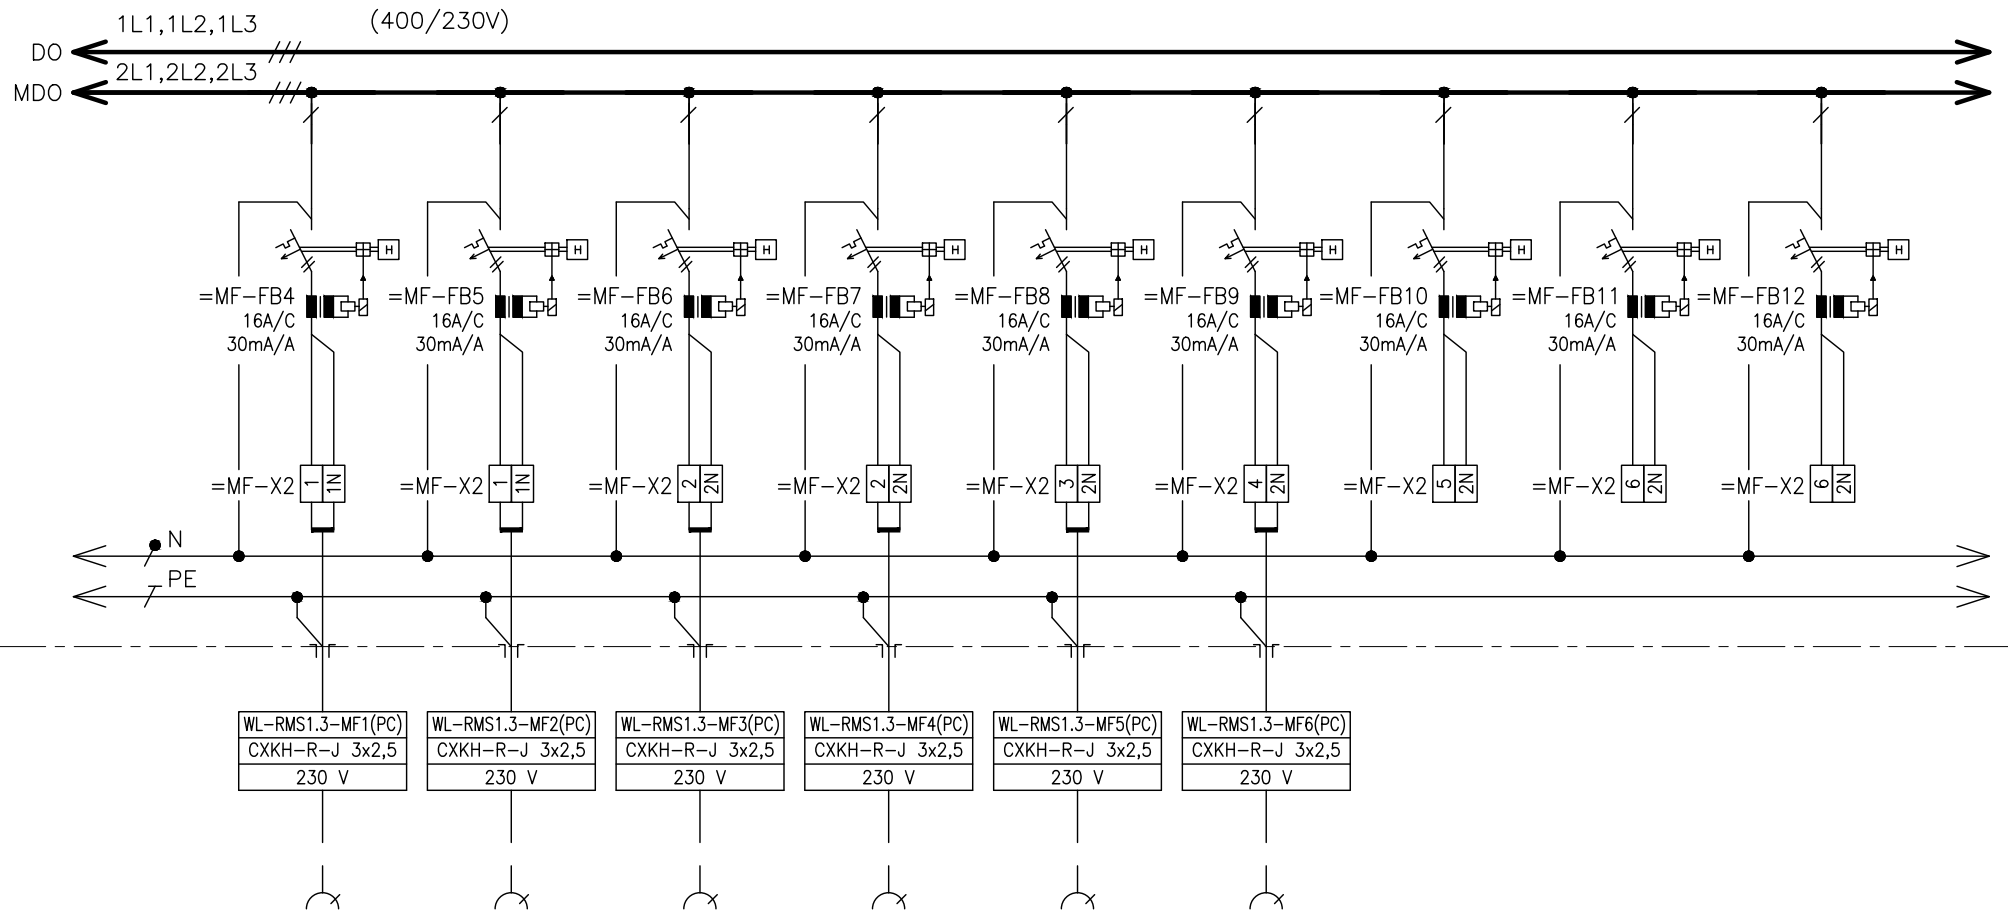 1L1,1L2,1L3 (400/230V)
DO
2L1,2L2,2L3
MDO
H H H H H H H H H
=MF-FB4 =MF-FB5 =MF-FB6 =MF-FB7 =MF-FB8 =MF-FB9 =MF-FB10 =MF-FB11 =MF-FB12
16A/C 16A/C 16A/C 16A/C 16A/C 16A/C 16A/C 16A/C 16A/C
30mA/A 30mA/A 30mA/A 30mA/A 30mA/A 30mA/A 30mA/A 30mA/A 30mA/A
=MF-X2 1 1N =MF-X2 1 1N =MF-X2 2 2N =MF-X2 2 2N =MF-X2 3 2N =MF-X2 4 2N =MF-X2 5 2N =MF-X2 6 2N =MF-X2 6 2N
N
PE
WL-RMS1.3-MF1(PC) WL-RMS1.3-MF2(PC) WL-RMS1.3-MF3(PC) WL-RMS1.3-MF4(PC) WL-RMS1.3-MF5(PC) WL-RMS1.3-MF6(PC)
CXKH-R-J 3x2,5 CXKH-R-J 3x2,5 CXKH-R-J 3x2,5 CXKH-R-J 3x2,5 CXKH-R-J 3x2,5 CXKH-R-J 3x2,5
230 V 230 V 230 V 230 V 230 V 230 V